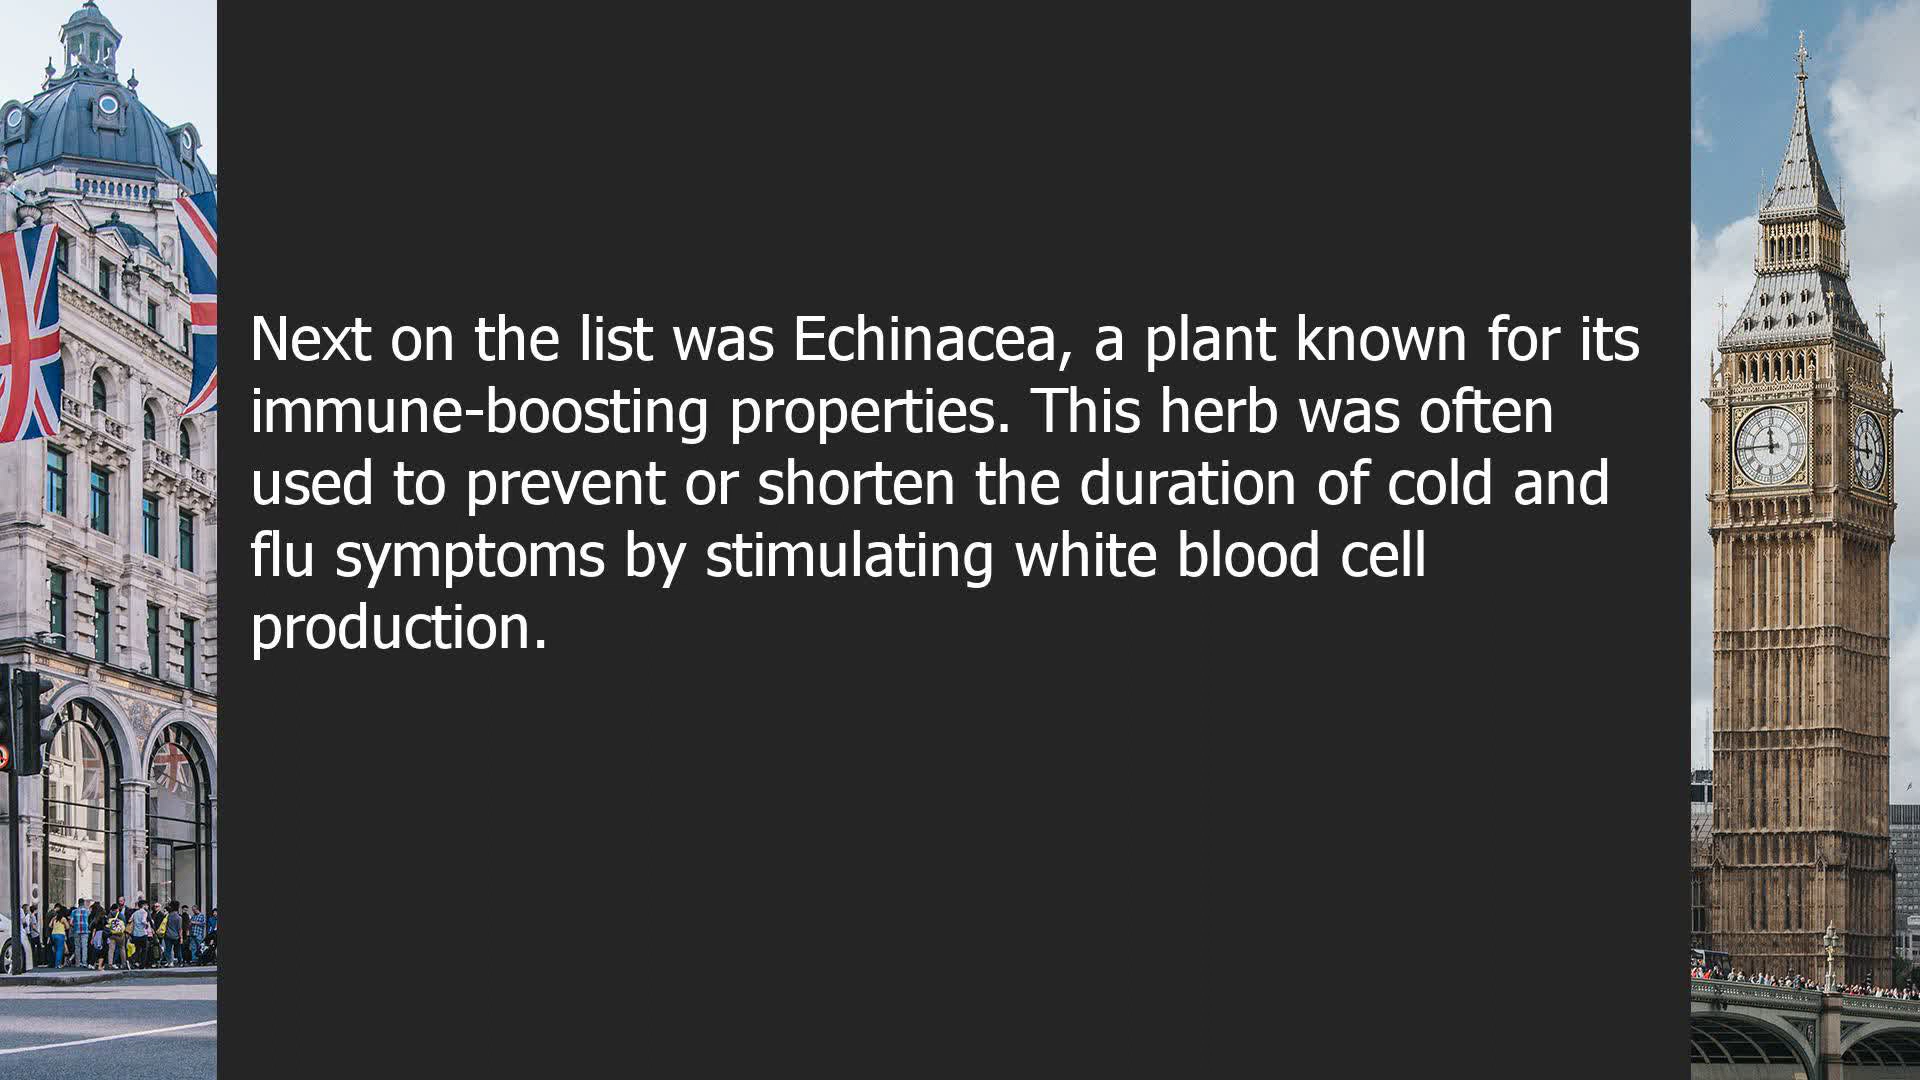 Next on the list was Echinacea, a plant known for its
immune-boosting properties. This herb was often
used to prevent or shorten the duration of cold and
flu symptoms by stimulating white blood cell
production.